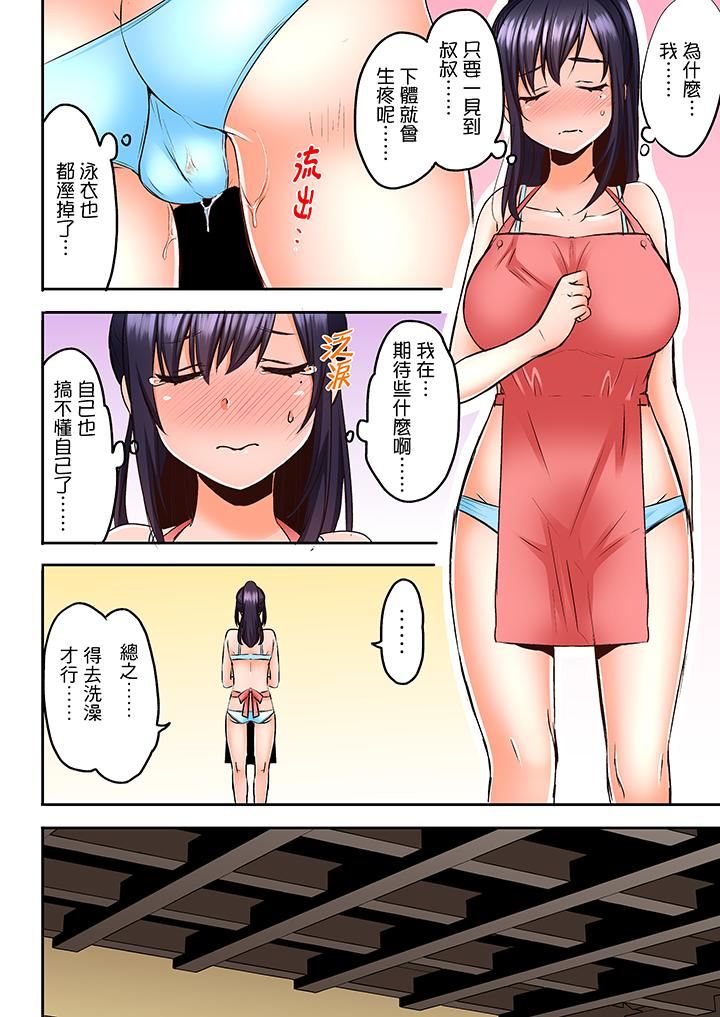 為什麼…
我……
只要一見到
叔叔…
下體就會
生疼呢……
流出…
泳衣也
都溼掉了…
我在…
期待些什麼啊……
泛淚
自己也
搞不懂自己了……
……
總之……
得去洗澡
才行……